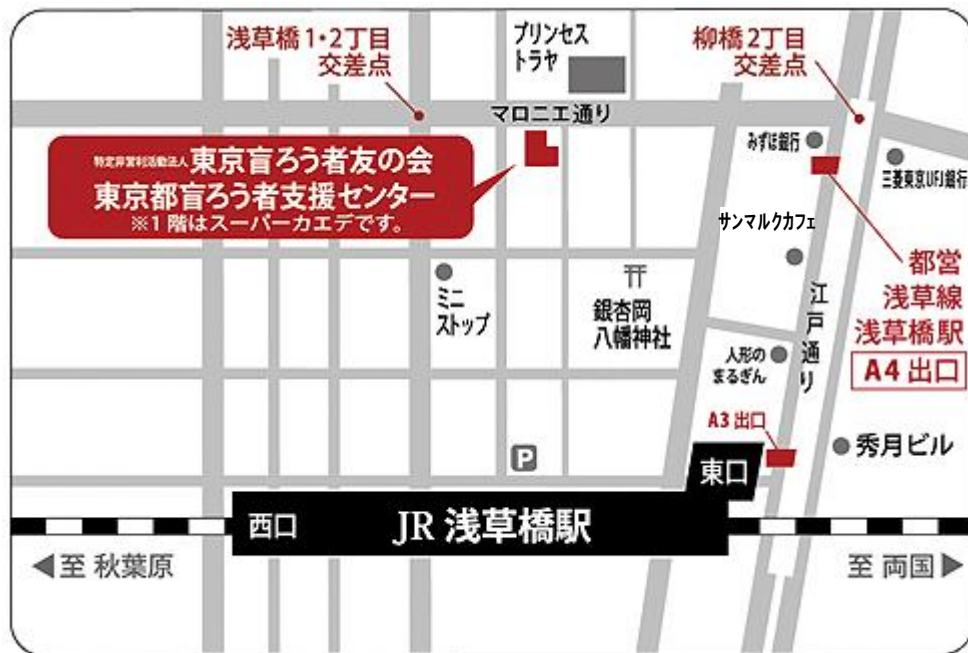 浅草橋1・2丁目
交差点
プリンセス
トラヤ
柳橋2丁目
交差点
マロニエ通り
特定非営利活動法人 東京盲ろう者友の会
東京都盲ろう者支援センター
※1階はスーパーカエデです。
みずほ銀行
三菱東京UFJ銀行
サンマルクカフェ
都営
浅草線
浅草橋駅
A4 出口
ミニ
ストップ
銀杏岡
八幡神社
江戸通り
人形の
まるぎん
A3 出口
P
秀月ビル
東口
西口
JR 浅草橋駅
◀至 秋葉原
至 両国▶